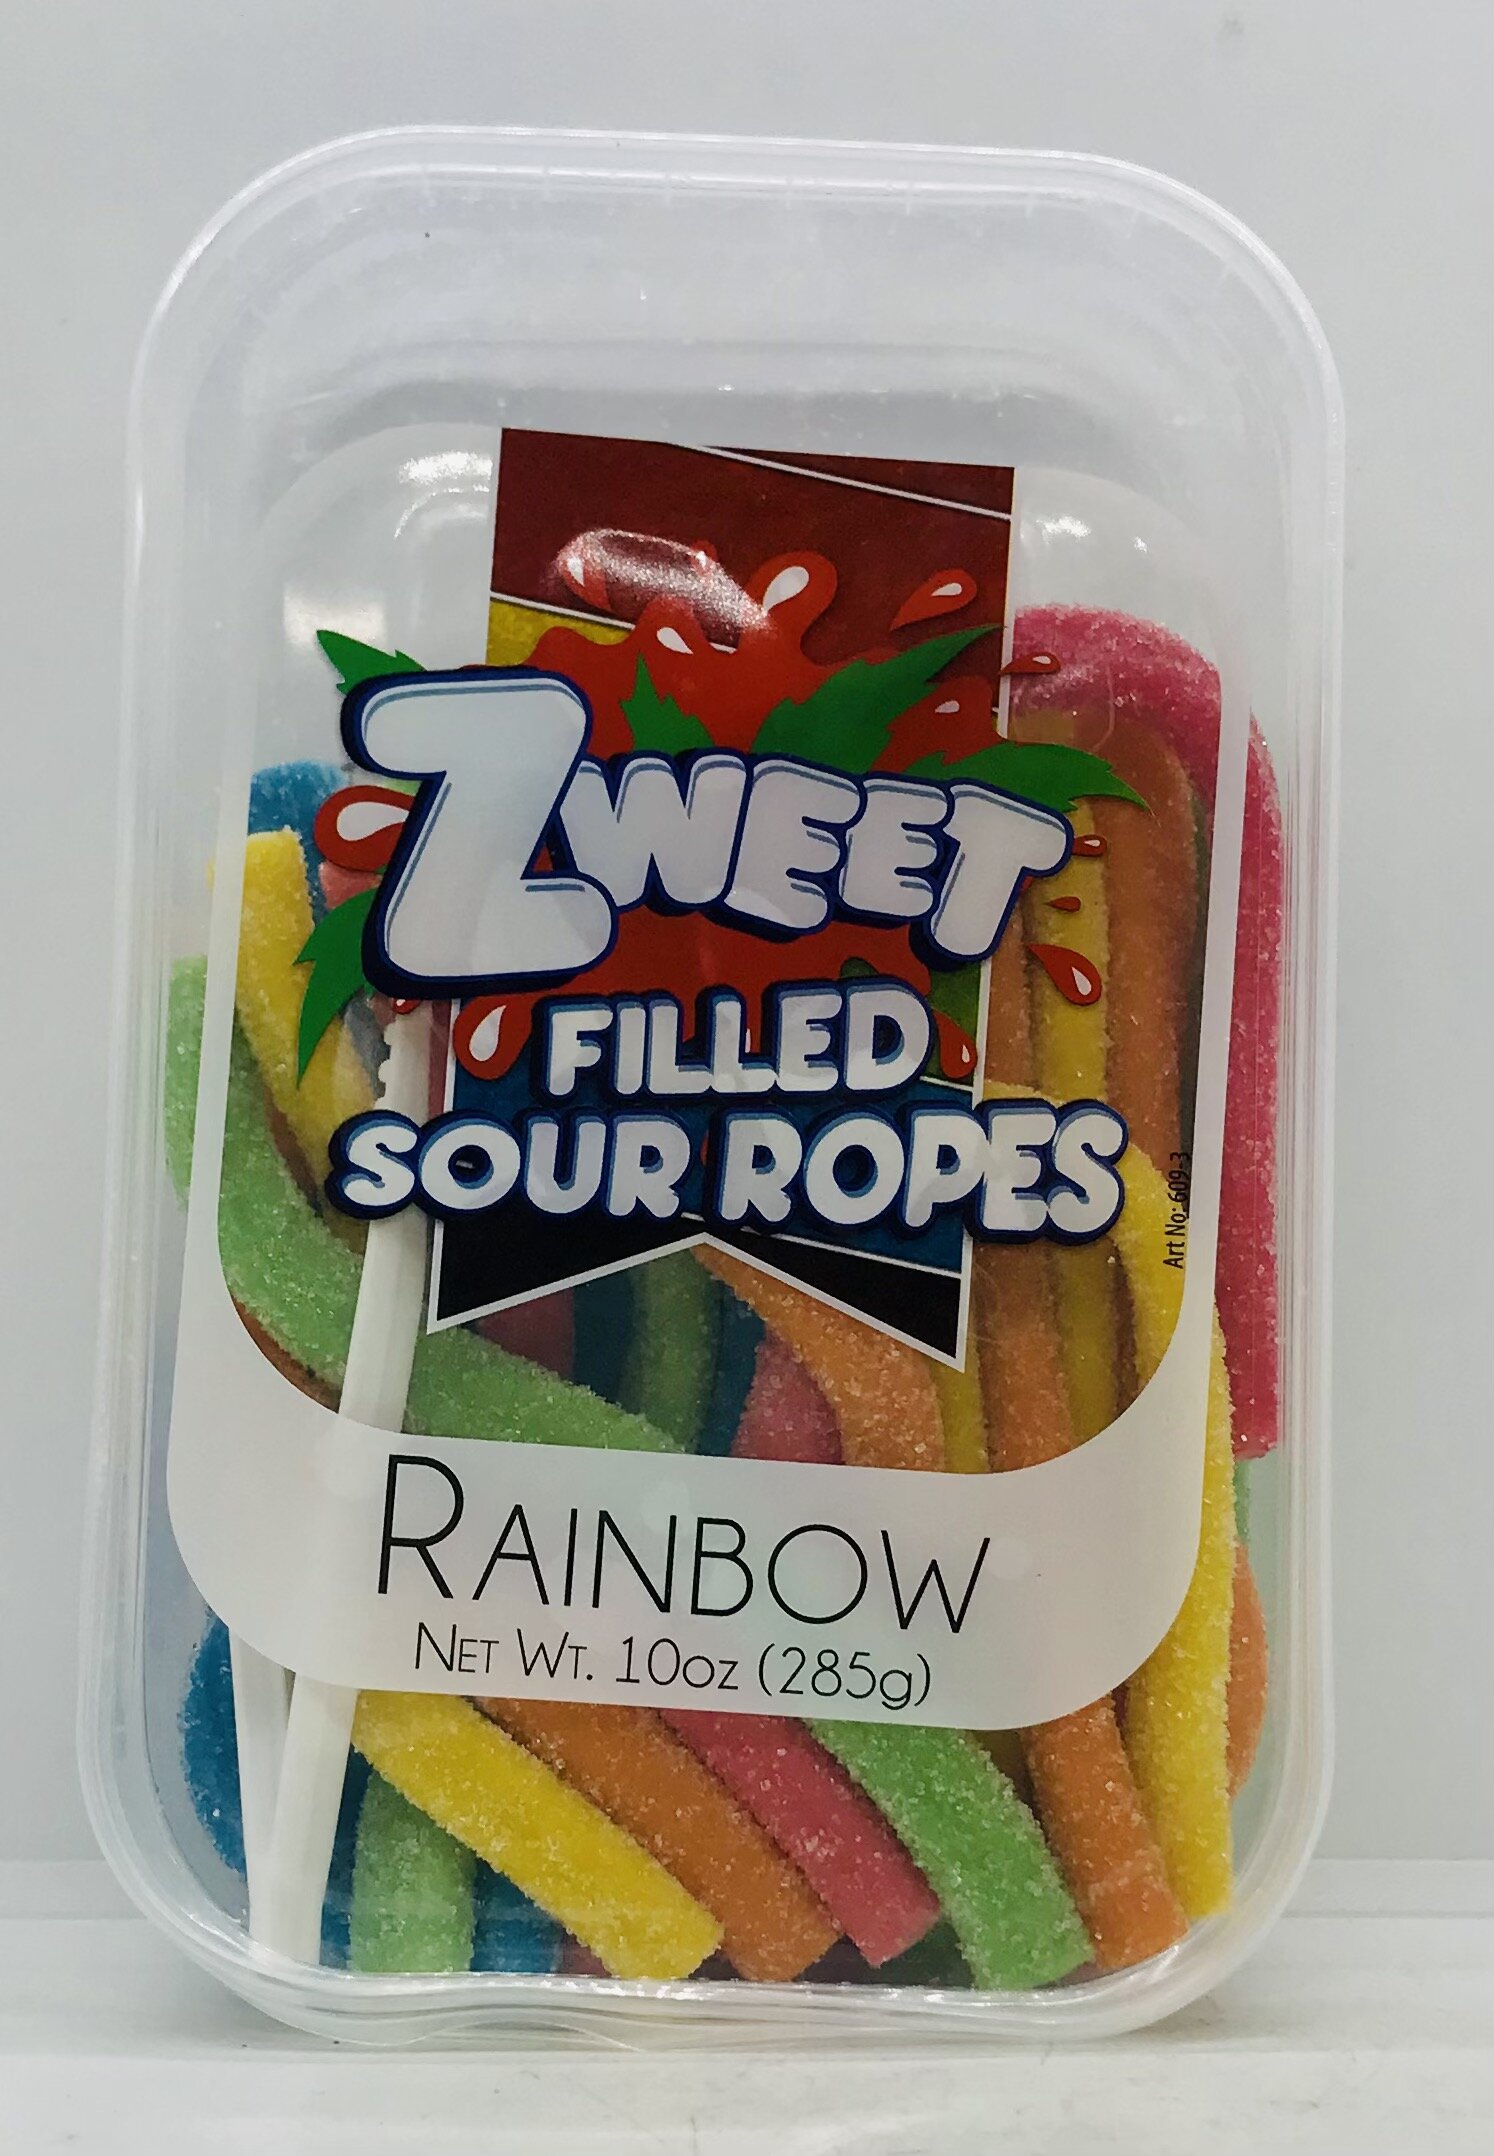 ZWEET
FILLED
SOUR ROPES
Art No: 609-3
RAINBOW
NET WT. 10oz (285g)